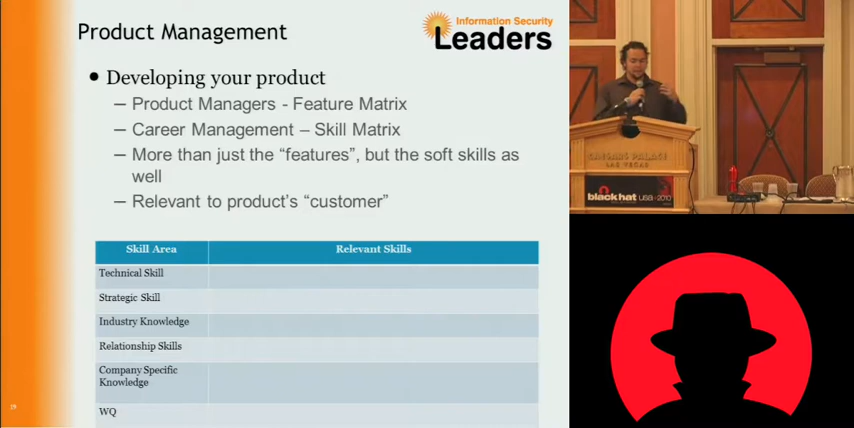 Product Management
Information Security
Leaders
• Developing your product
– Product Managers - Feature Matrix
– Career Management – Skill Matrix
– More than just the “features”, but the soft skills as
well
– Relevant to product’s “customer”
Skill Area Relevant Skills
Technical Skill
Strategic Skill
Industry Knowledge
Relationship Skills
Company Specific
Knowledge
WQ
CAESARS PALACE
LAS VEGAS
black hat USA + 2010